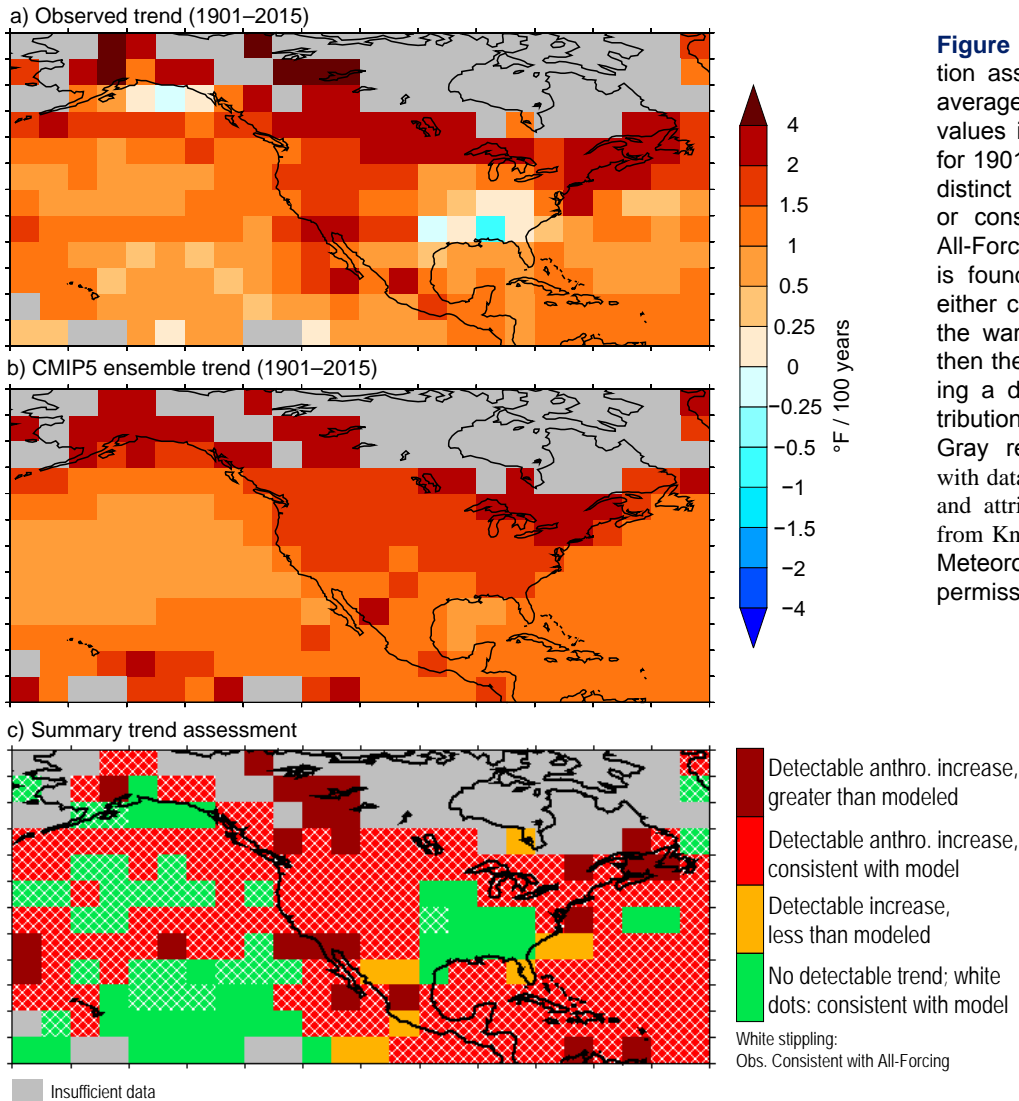 a) Observed trend (1901–2015)
4
2
1.5
1
0.5
0.25
0
−0.25
−0.5
−1
−1.5
−2
−4
°F / 100 years
b) CMIP5 ensemble trend (1901–2015)
c) Summary trend assessment
Detectable anthro. increase,
greater than modeled
Detectable anthro. increase,
consistent with model
Detectable increase,
less than modeled
No detectable trend; white
dots: consistent with model
White stippling:
Obs. Consistent with All-Forcing
Insufficient data
Figure
tion ass
average
values i
for 1901
distinct
or cons
All-Forc
is found
either c
the war
then the
ing a d
tribution
Gray re
with data
and attri
from Kn
Meteoro
permiss